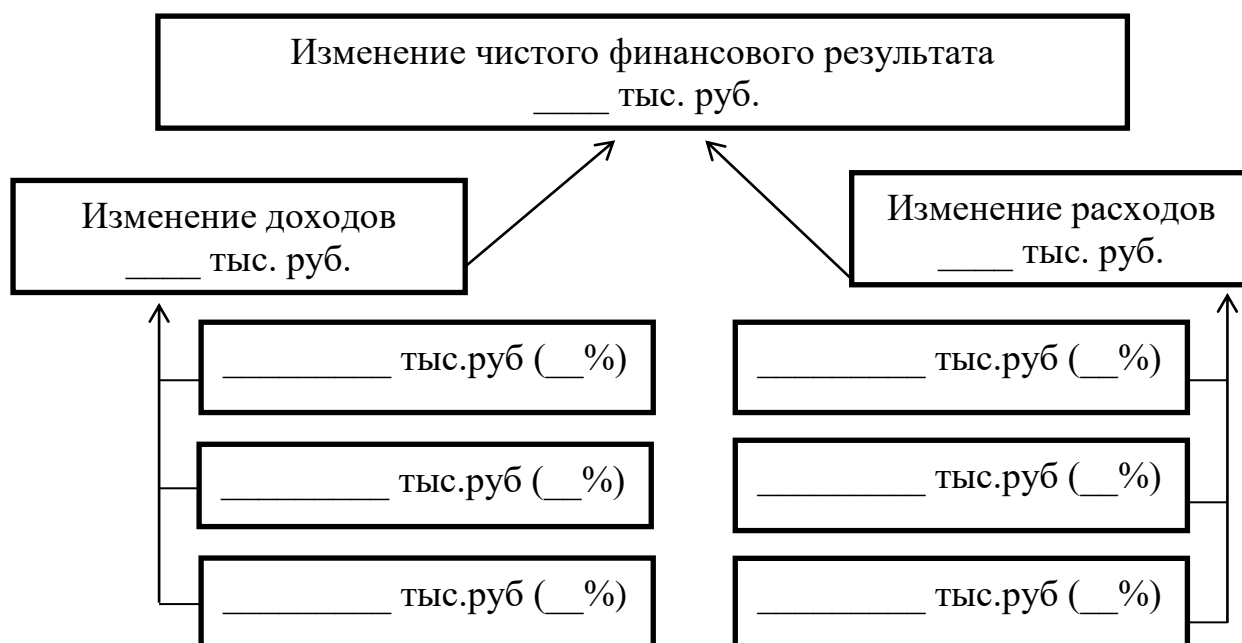 Изменение чистого финансового результата
____ тыс. руб.
Изменение доходов
____ тыс. руб.
Изменение расходов
____ тыс. руб.
_________ тыс.руб (__%)
_________ тыс.руб (__%)
_________ тыс.руб (__%)
_________ тыс.руб (__%)
_________ тыс.руб (__%)
_________ тыс.руб (__%)